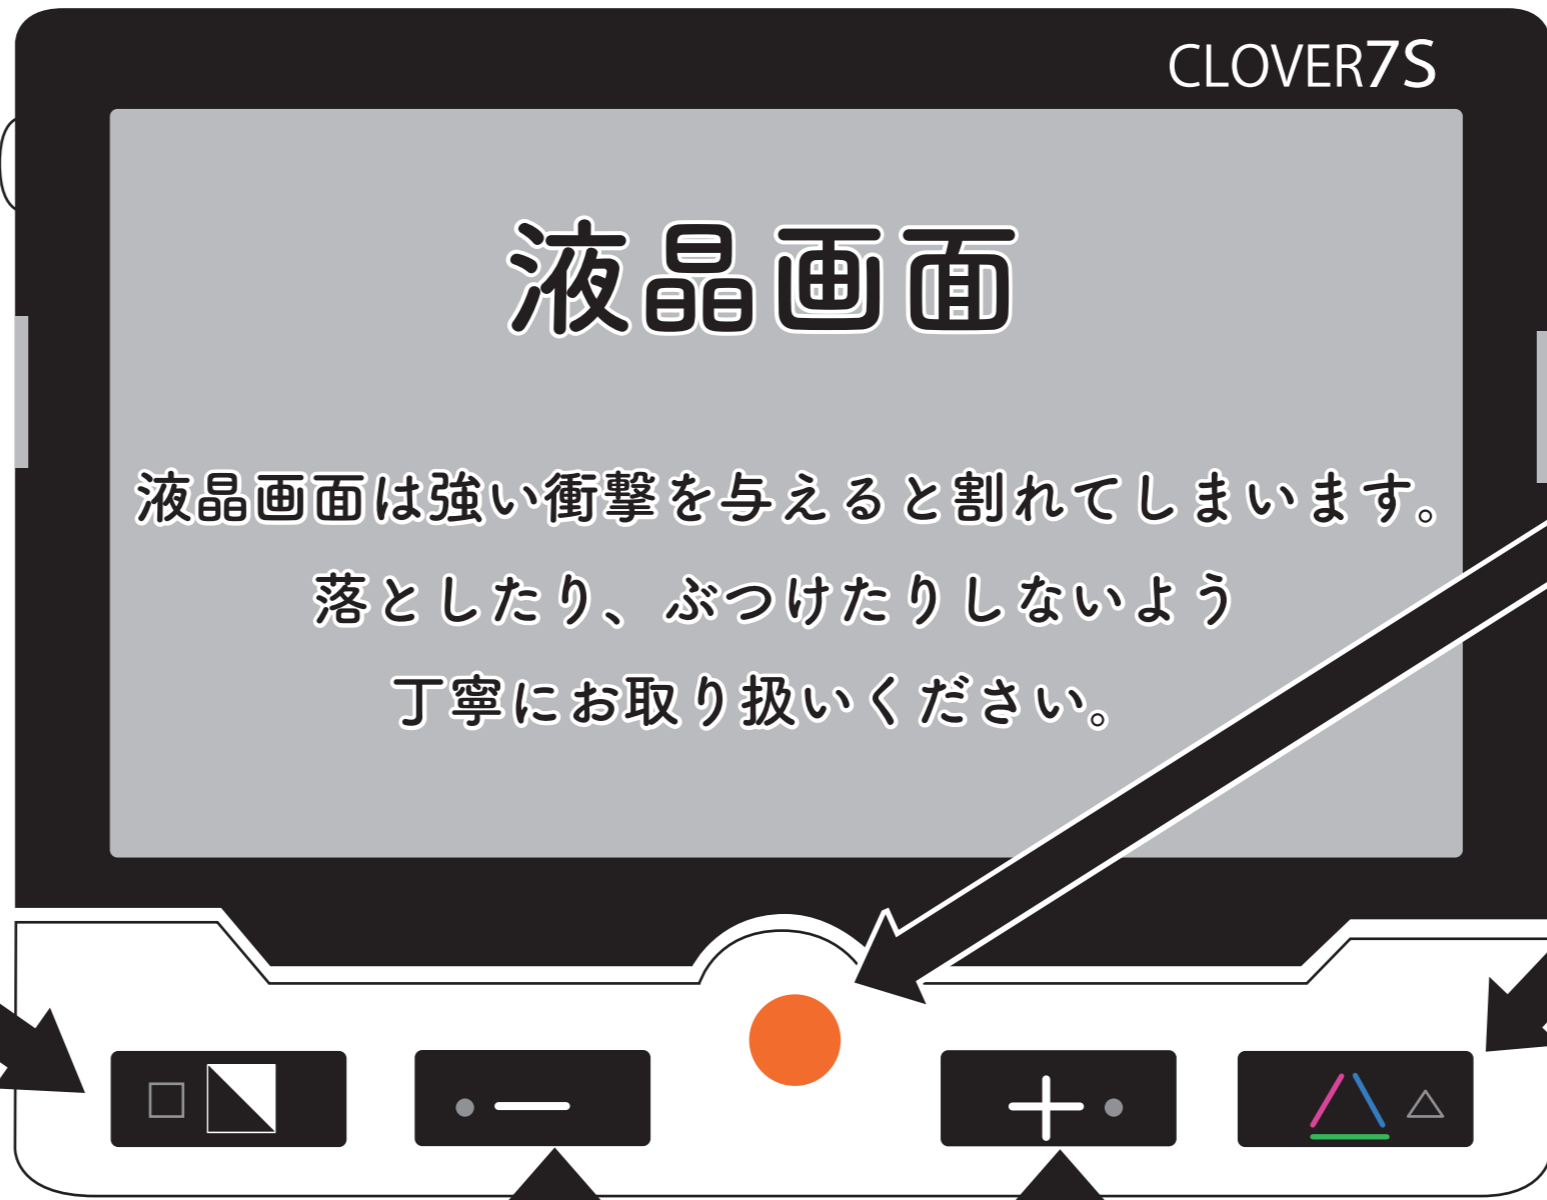 CLOVER7S
液晶画面
液晶画面は強い衝撃を与えると割れてしまいます。
落としたり、ぶつけたりしないよう
丁寧にお取り扱いください。